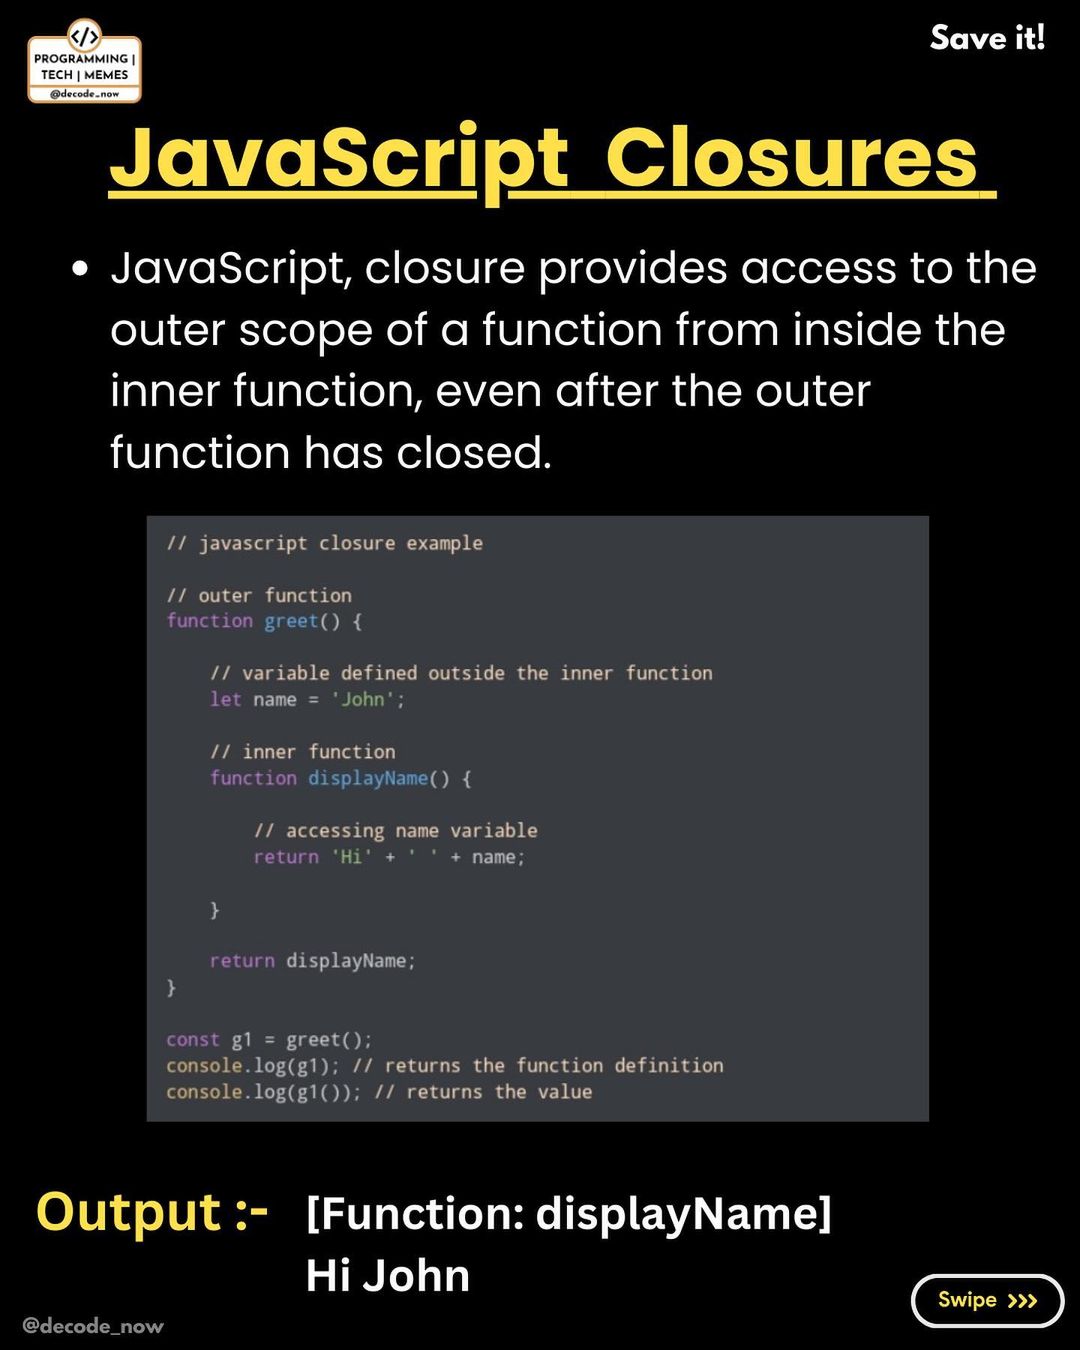 </>
PROGRAMMING |
TECH | MEMES
@decode_now
Save it!
JavaScript Closures
• JavaScript, closure provides access to the
outer scope of a function from inside the
inner function, even after the outer
function has closed.
// javascript closure example
// outer function
function greet() {
    // variable defined outside the inner function
    let name = 'John';
    // inner function
    function displayName() {
        // accessing name variable
        return 'Hi' + ' ' + name;
    }
    return displayName;
}
const g1 = greet();
console.log(g1); // returns the function definition
console.log(g1()); // returns the value
Output :- [Function: displayName]
Hi John
Swipe >>>
@decode_now